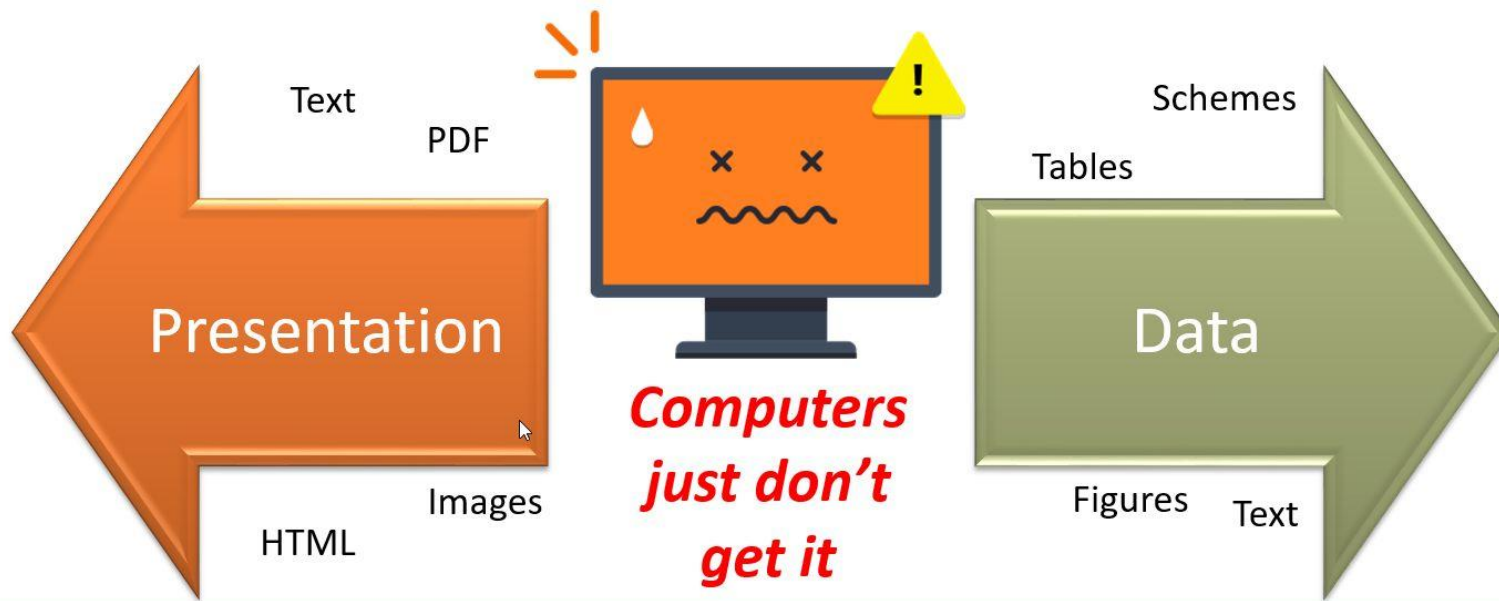 Text
PDF
Presentation
Images
HTML
!
Computers
just don’t
get it
Schemes
Tables
Data
Figures
Text